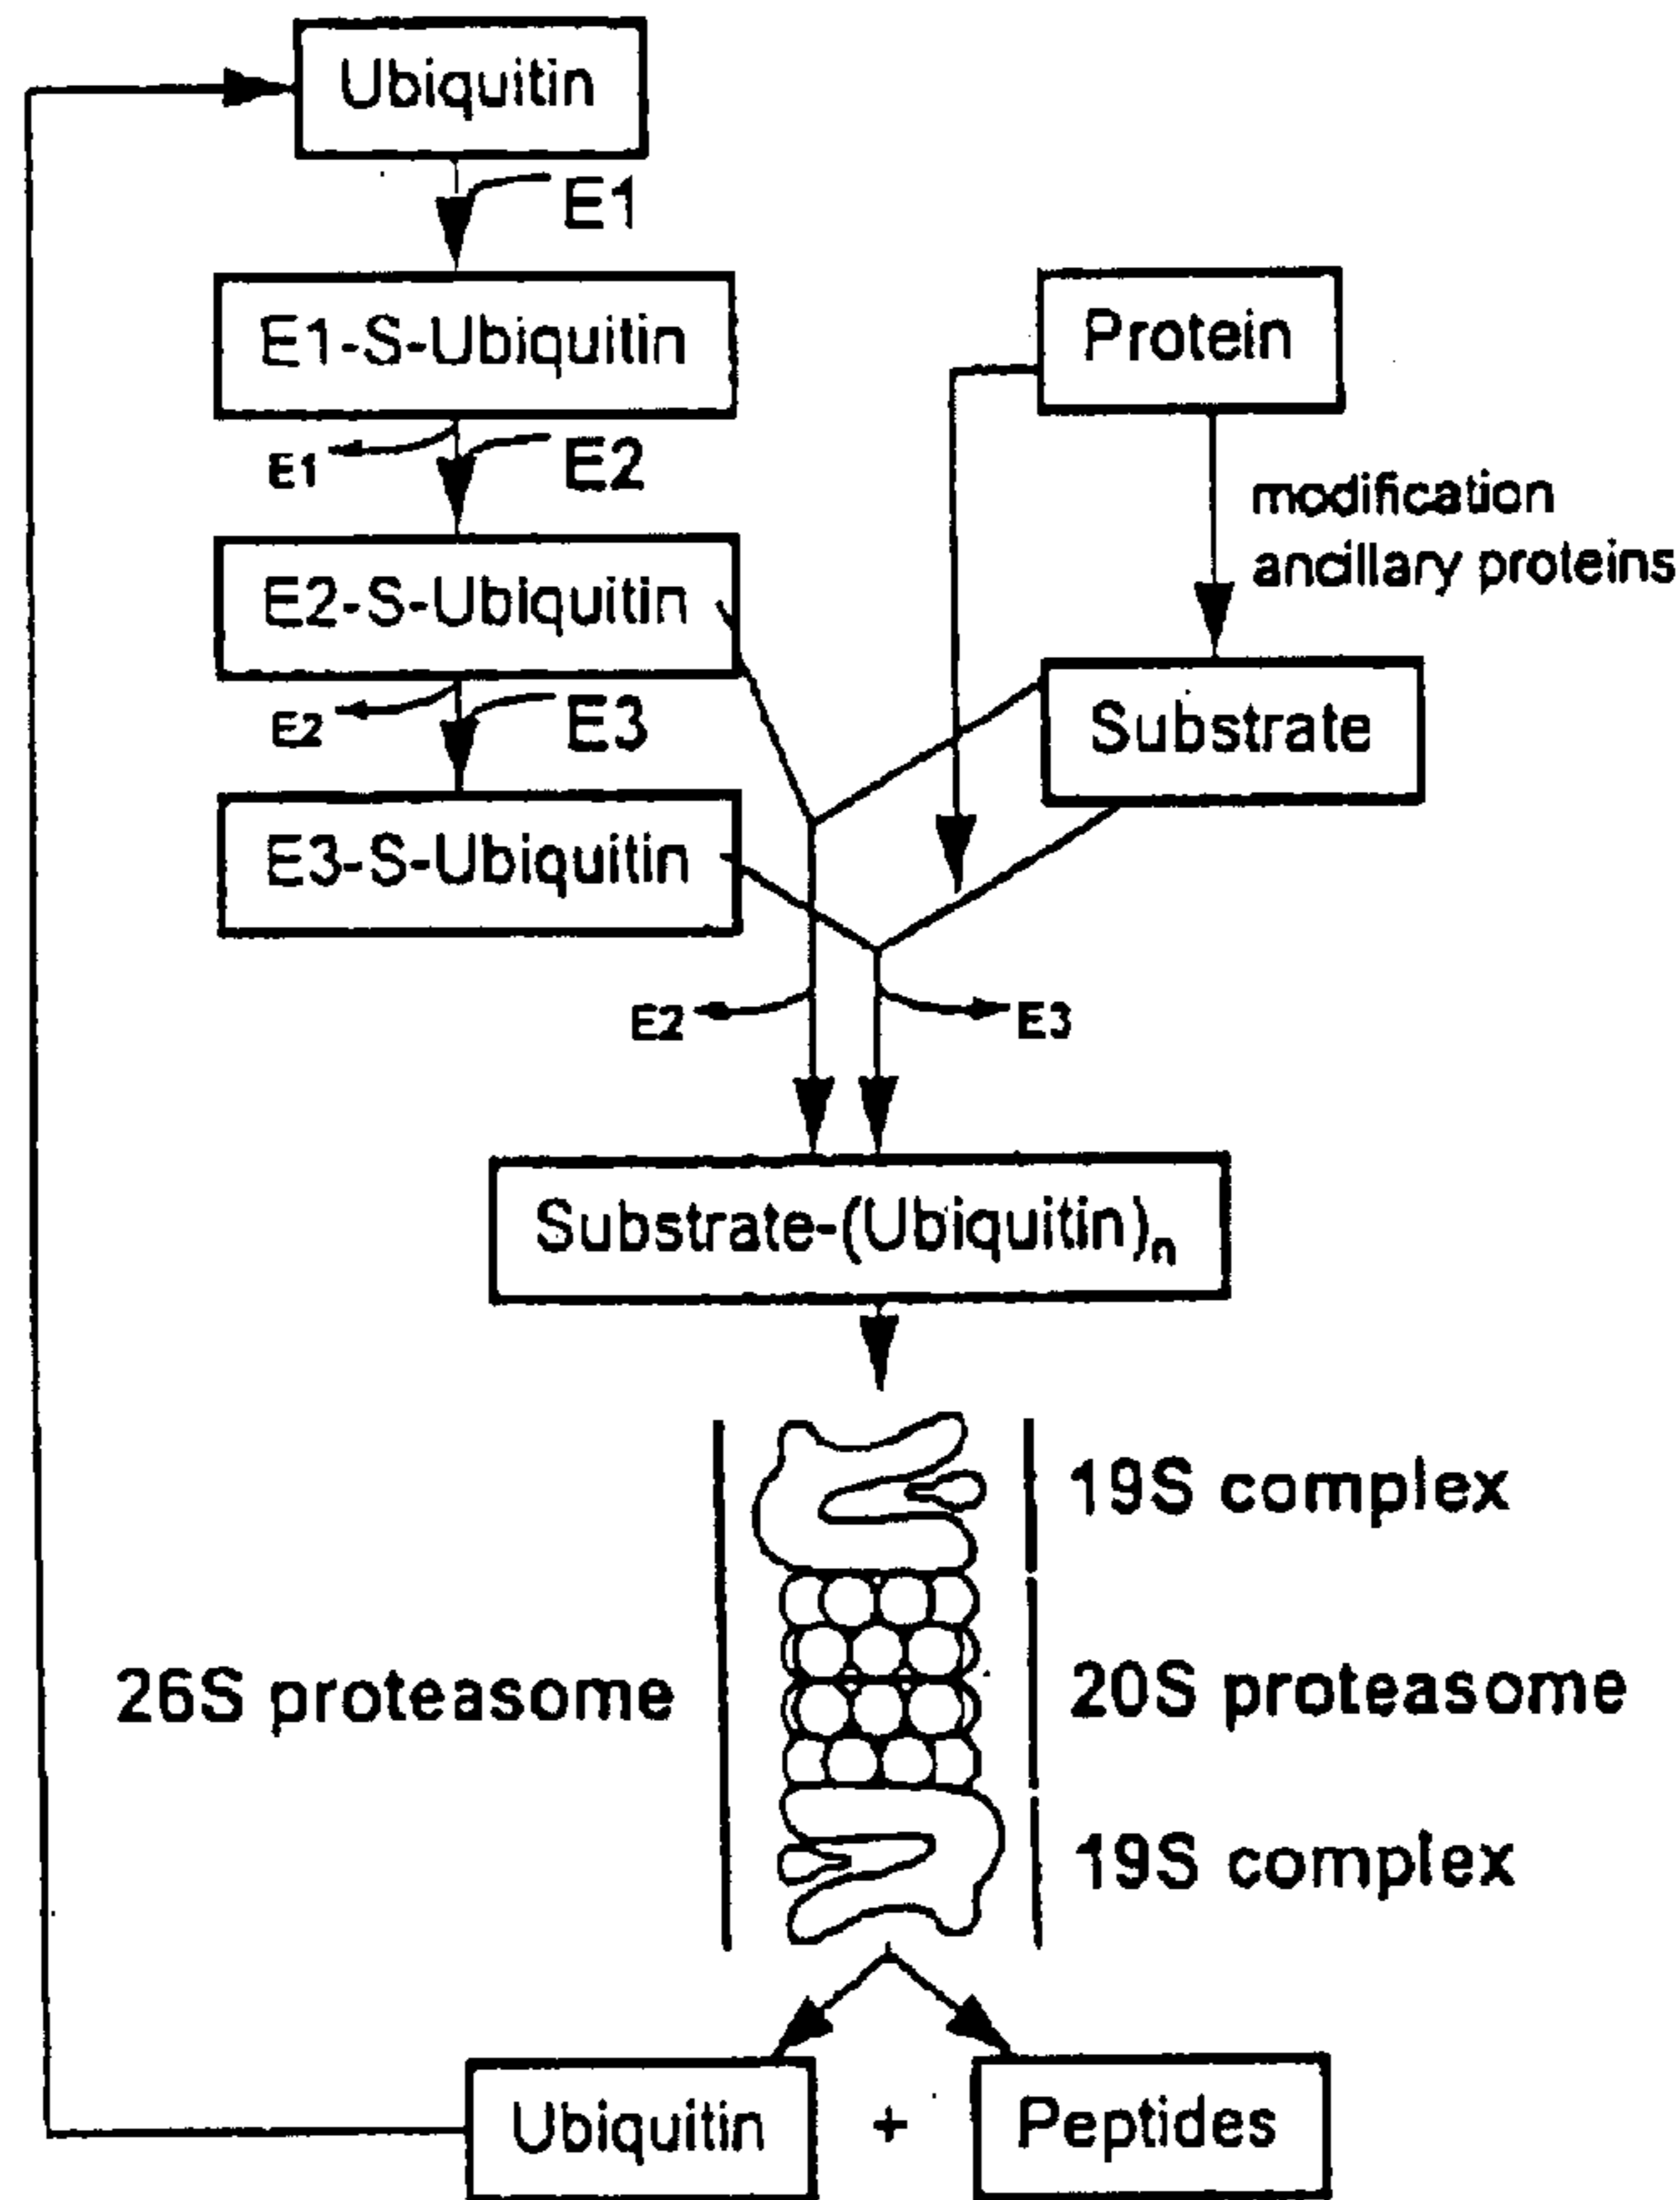 Ubiquitin
E1
E1-S-Ubiquitin
Protein
E1
E2
modification
ancillary proteins
E2-S-Ubiquitin
E2
E3
Substrate
E3-S-Ubiquitin
E2
E3
Substrate-(Ubiquitin)n
19S complex
26S proteasome
20S proteasome
19S complex
Ubiquitin + Peptides